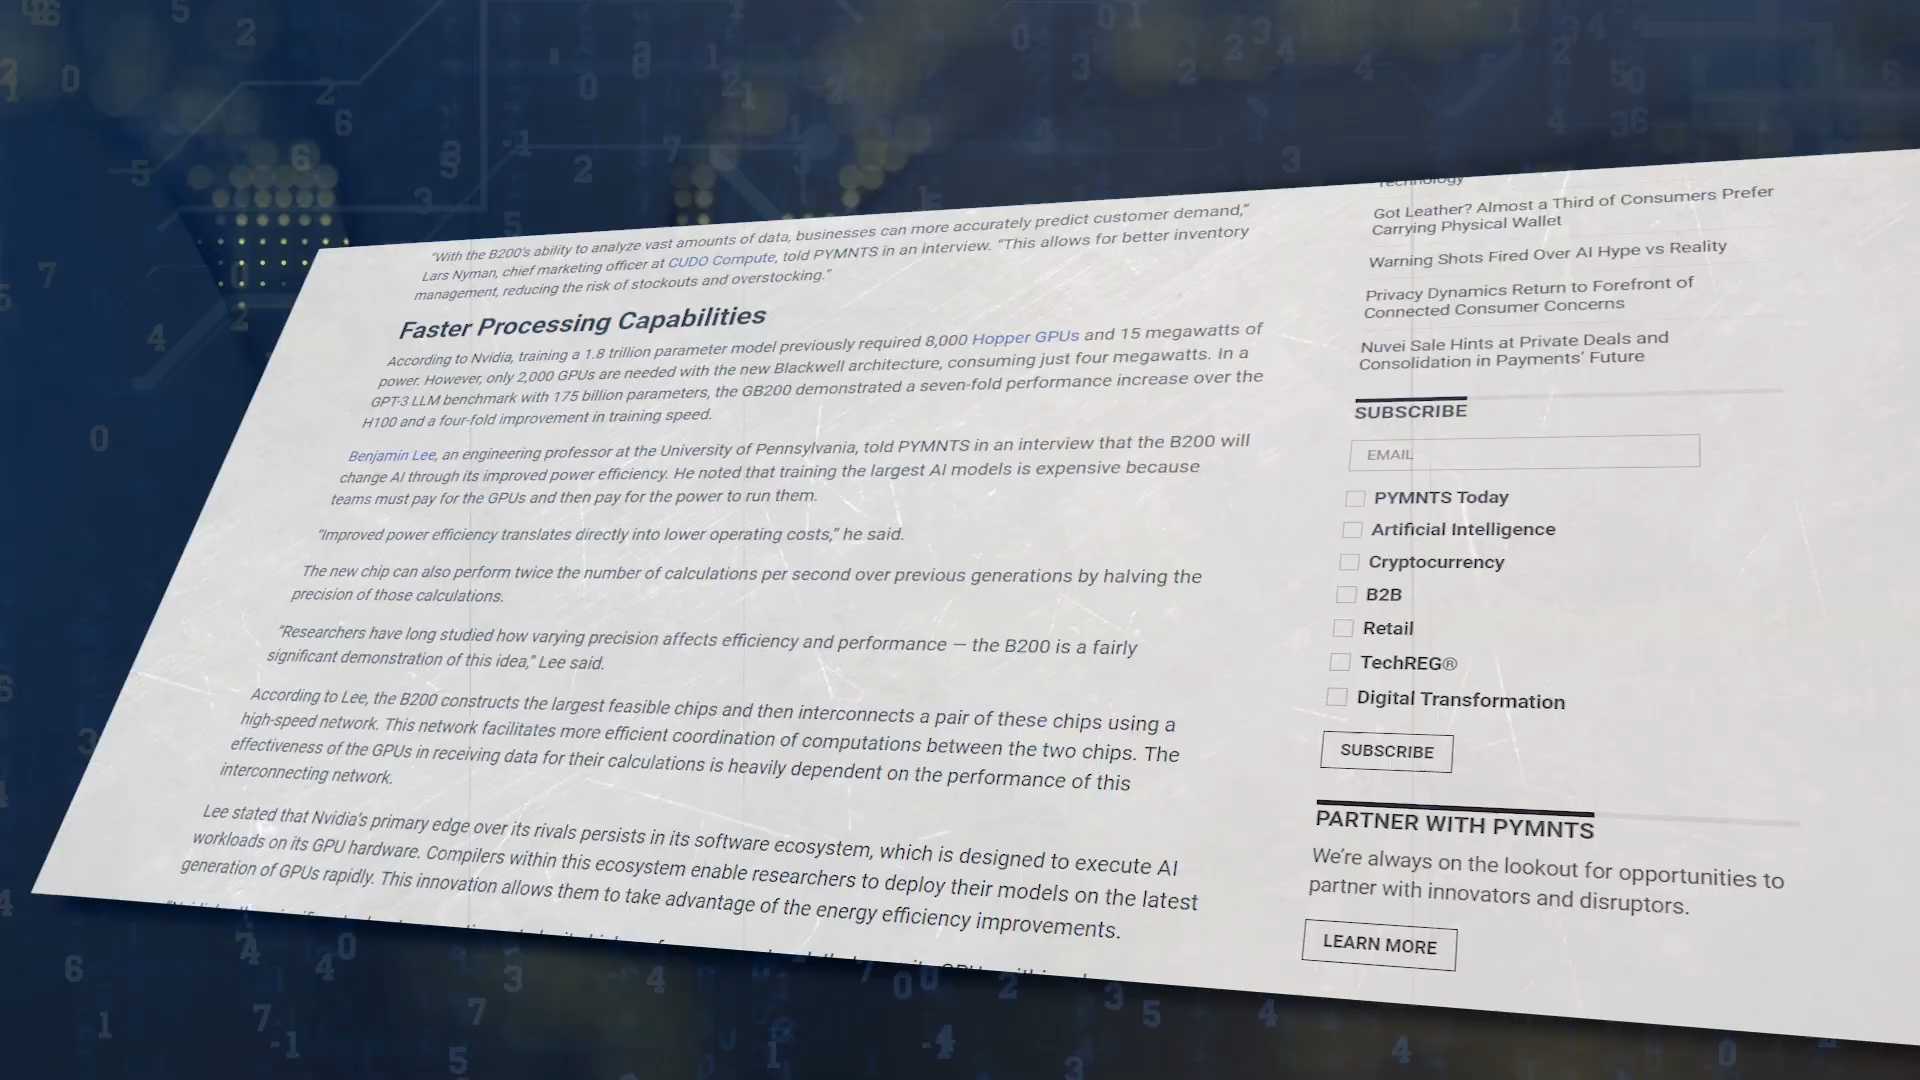 "With the B200's ability to analyze vast amounts of data, businesses can more accurately predict customer demand,"
Lars Nyman, chief marketing officer at CUDO Compute, told PYMNTS in an interview. "This allows for better inventory
management, reducing the risk of stockouts and overstocking."
Faster Processing Capabilities
According to Nvidia, training a 1.8 trillion parameter model previously required 8,000 Hopper GPUs and 15 megawatts of
power. However, only 2,000 GPUs are needed with the new Blackwell architecture, consuming just four megawatts. In a
GPT-3 LLM benchmark with 175 billion parameters, the GB200 demonstrated a seven-fold performance increase over the
H100 and a four-fold improvement in training speed.
Benjamin Lee, an engineering professor at the University of Pennsylvania, told PYMNTS in an interview that the B200 will
change AI through its improved power efficiency. He noted that training the largest AI models is expensive because
teams must pay for the GPUs and then pay for the power to run them.
"Improved power efficiency translates directly into lower operating costs," he said.
The new chip can also perform twice the number of calculations per second over previous generations by halving the
precision of those calculations.
"Researchers have long studied how varying precision affects efficiency and performance — the B200 is a fairly
significant demonstration of this idea," Lee said.
According to Lee, the B200 constructs the largest feasible chips and then interconnects a pair of these chips using a
high-speed network. This network facilitates more efficient coordination of computations between the two chips. The
effectiveness of the GPUs in receiving data for their calculations is heavily dependent on the performance of this
interconnecting network.
Lee stated that Nvidia's primary edge over its rivals persists in its software ecosystem, which is designed to execute AI
workloads on its GPU hardware. Compilers within this ecosystem enable researchers to deploy their models on the latest
generation of GPUs rapidly. This innovation allows them to take advantage of the energy efficiency improvements.
Technology
Got Leather? Almost a Third of Consumers Prefer
Carrying Physical Wallet
Warning Shots Fired Over AI Hype vs Reality
Privacy Dynamics Return to Forefront of
Connected Consumer Concerns
Nuvei Sale Hints at Private Deals and
Consolidation in Payments' Future
SUBSCRIBE
EMAIL
PYMNTS Today
Artificial Intelligence
Cryptocurrency
B2B
Retail
TechREG®
Digital Transformation
SUBSCRIBE
PARTNER WITH PYMNTS
We're always on the lookout for opportunities to
partner with innovators and disruptors.
LEARN MORE